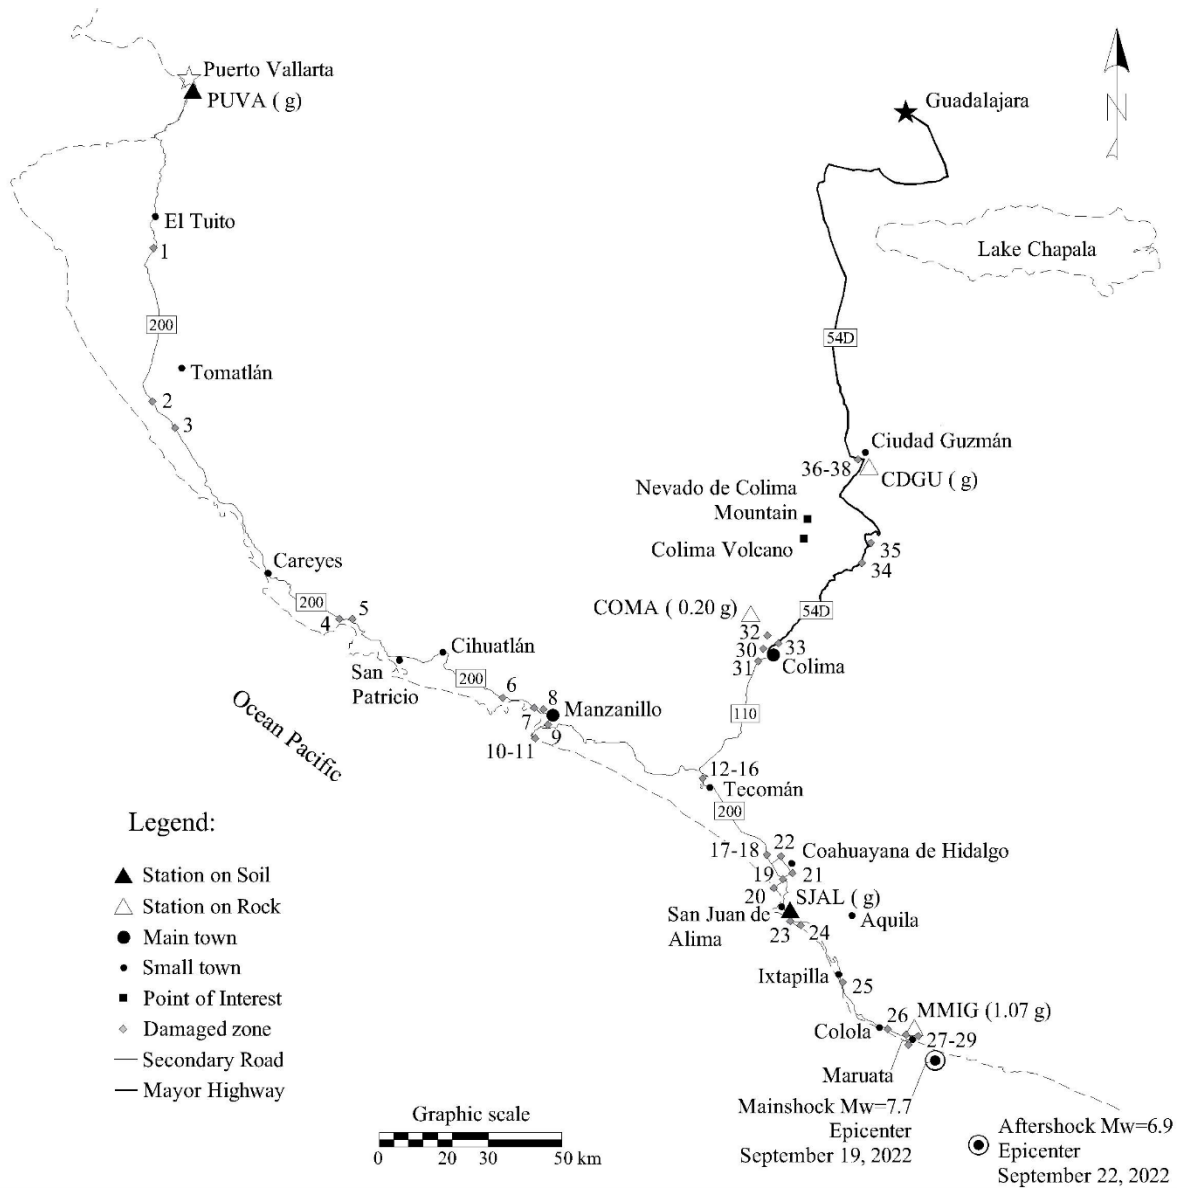 Puerto Vallarta
PUVA ( g)
Guadalajara
N
El Tuito
1
Lake Chapala
200
54D
Tomatlán
2
3
Ciudad Guzmán
36-38
CDGU ( g)
Nevado de Colima
Mountain
Colima Volcano
35
34
Careyes
200
4
5
COMA ( 0.20 g)
54D
32
30
33
31
Colima
Cihuatlán
San
Patricio
200
6
8
Manzanillo
7
9
10-11
110
Ocean Pacific
12-16
Tecomán
200
17-18
22
Coahuayana de Hidalgo
19
21
20
SJAL ( g)
San Juan de
Alima
Aquila
23
24
Ixtapilla
25
26
MMIG (1.07 g)
Colola
27-29
Maruata
Mainshock Mw=7.7
Epicenter
September 19, 2022
Aftershock Mw=6.9
Epicenter
September 22, 2022
Legend:
Station on Soil
Station on Rock
Main town
Small town
Point of Interest
Damaged zone
Secondary Road
Mayor Highway
Graphic scale
0 20 30 50 km